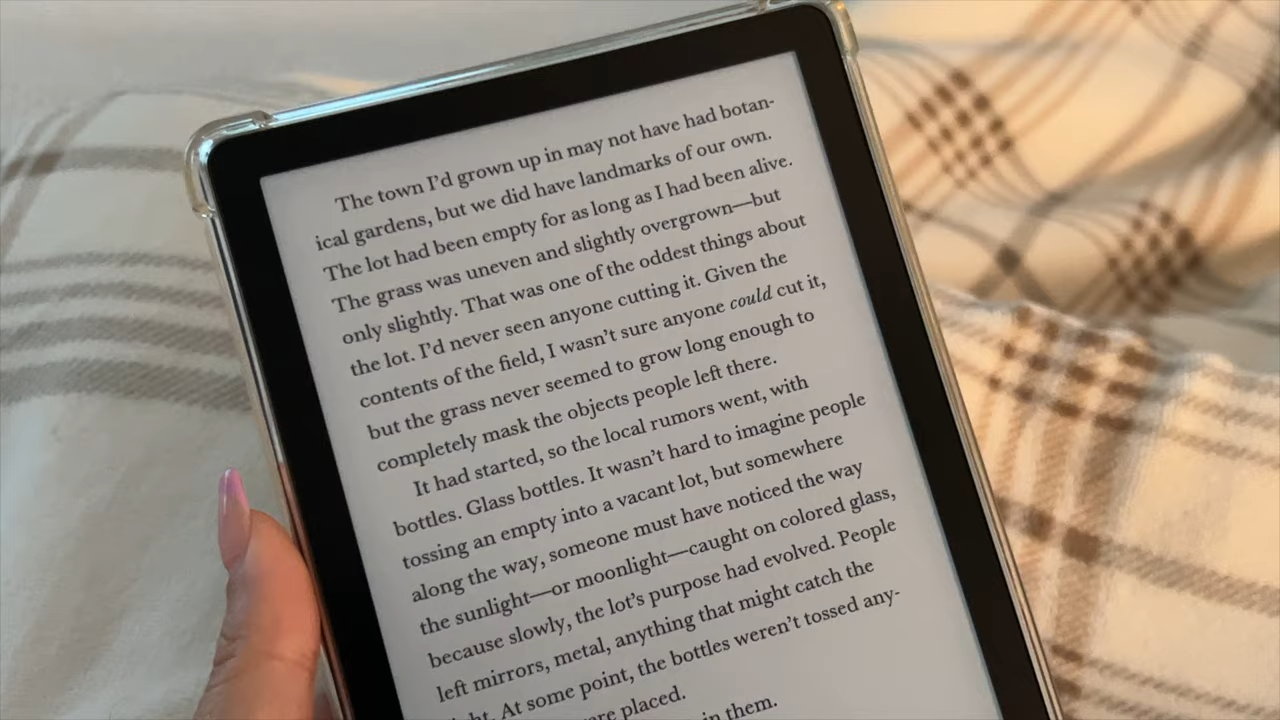 The town I'd grown up in may not have had botan-
ical gardens, but we did have landmarks of our own.
The lot had been empty for as long as I had been alive.
The grass was uneven and slightly overgrown—but
only slightly. That was one of the oddest things about
the lot. I'd never seen anyone cutting it. Given the
contents of the field, I wasn't sure anyone could cut it,
but the grass never seemed to grow long enough to
completely mask the objects people left there.
It had started, so the local rumors went, with
bottles. Glass bottles. It wasn't hard to imagine people
tossing an empty into a vacant lot, but somewhere
along the way, someone must have noticed the way
the sunlight—or moonlight—caught on colored glass,
because slowly, the lot's purpose had evolved. People
left mirrors, metal, anything that might catch the
At some point, the bottles weren't tossed any-
were placed.
in them.